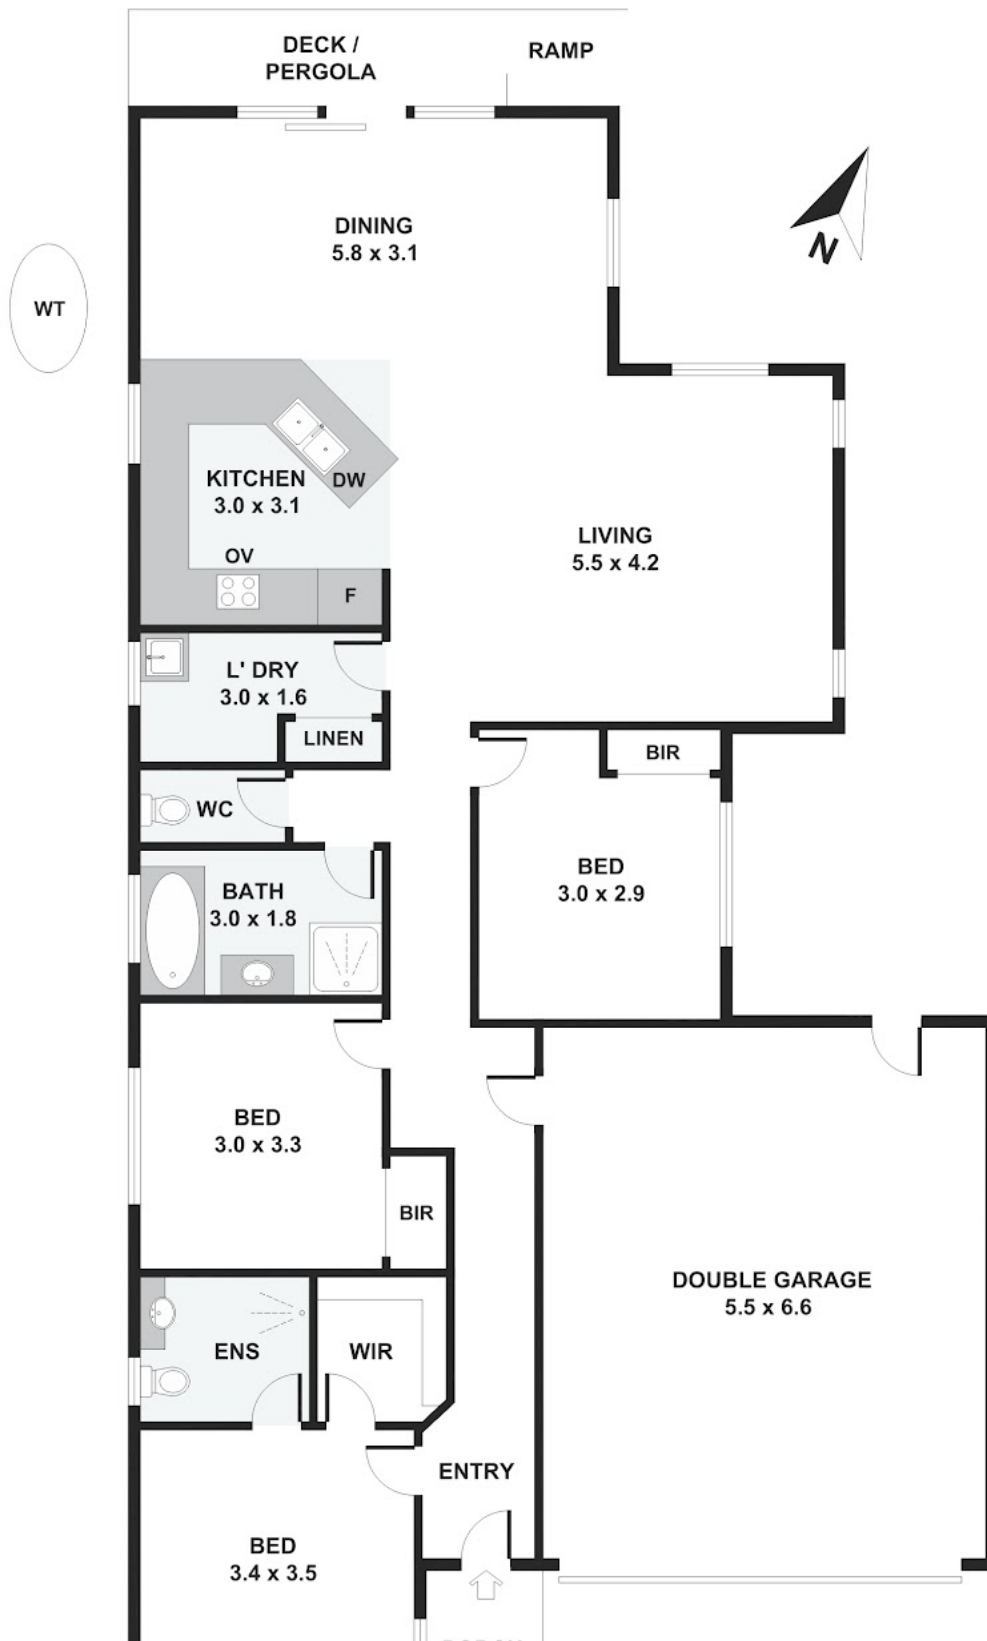 DECK /
PERGOLA
RAMP
DINING
5.8 x 3.1
N
WT
KITCHEN
3.0 x 3.1
DW
OV
F
LIVING
5.5 x 4.2
L' DRY
3.0 x 1.6
LINEN
BIR
WC
BED
3.0 x 2.9
BATH
3.0 x 1.8
BED
3.0 x 3.3
BIR
DOUBLE GARAGE
5.5 x 6.6
ENS
WIR
ENTRY
BED
3.4 x 3.5